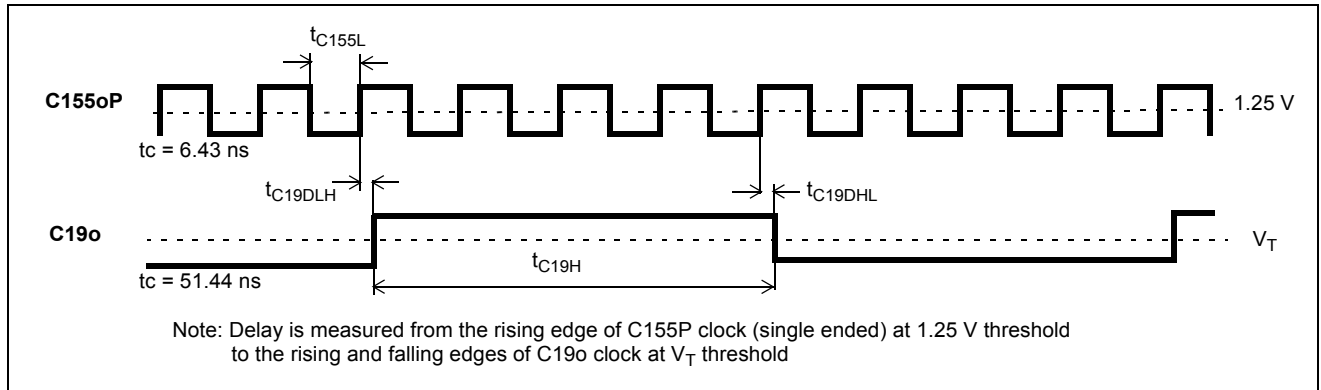 tC155L
C155oP
1.25 V
tc = 6.43 ns
tC19DLH
tC19DHL
C19o
VT
tC19H
tc = 51.44 ns
Note: Delay is measured from the rising edge of C155P clock (single ended) at 1.25 V threshold
to the rising and falling edges of C19o clock at VT threshold